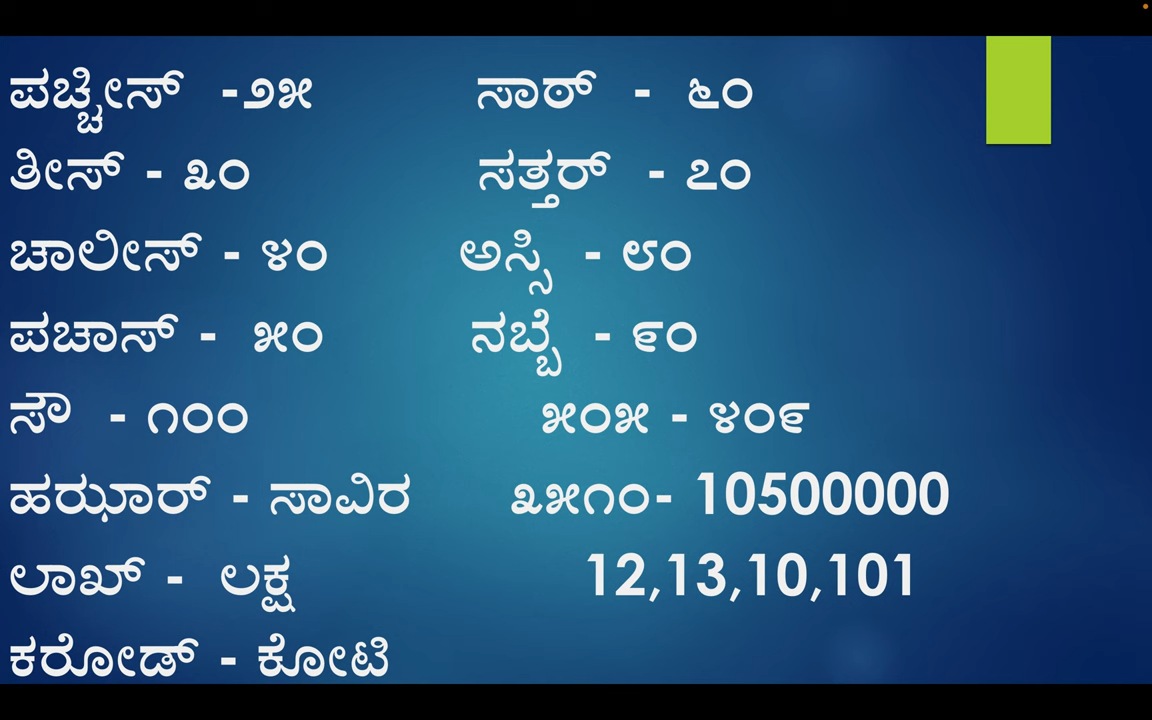 ಪಚ್ಚೀಸ್ -೨೫ ಸಾಠ್ - ೬೦
ತೀಸ್ - ೩೦ ಸತ್ತರ್ - ೭೦
ಚಾಲೀಸ್ - ೪೦ ಅಸ್ಸಿ - ೮೦
ಪಚಾಸ್ - ೫೦ ನಬ್ಬೆ - ೯೦
ಸೌ - ೧೦೦ ೫೦೫ - ೪೦೯
ಹಝಾರ್ - ಸಾವಿರ ೩೫೧೦- 10500000
ಲಾಖ್ - ಲಕ್ಷ 12,13,10,101
ಕರೋಡ್ - ಕೋಟಿ